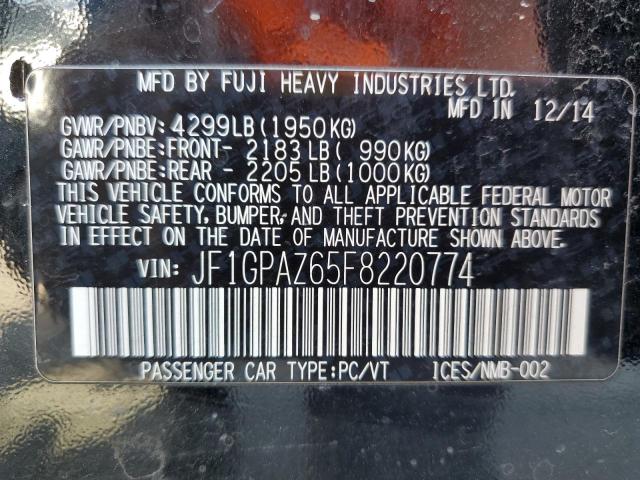 MFD BY FUJI HEAVY INDUSTRIES LTD.
MFD IN 12/14
GVWR/PNBV: 4299LB (1950KG)
GAWR/PNBE: FRONT- 2183 LB ( 990KG)
GAWR/PNBE: REAR - 2205 LB (1000KG)
THIS VEHICLE CONFORMS TO ALL APPLICABLE FEDERAL MOTOR
VEHICLE SAFETY, BUMPER, AND THEFT PREVENTION STANDARDS
IN EFFECT ON THE DATE OF MANUFACTURE SHOWN ABOVE.
VIN: JF1GPAZ65F8220774
PASSENGER CAR TYPE:PC/VT ICES/NMB-002